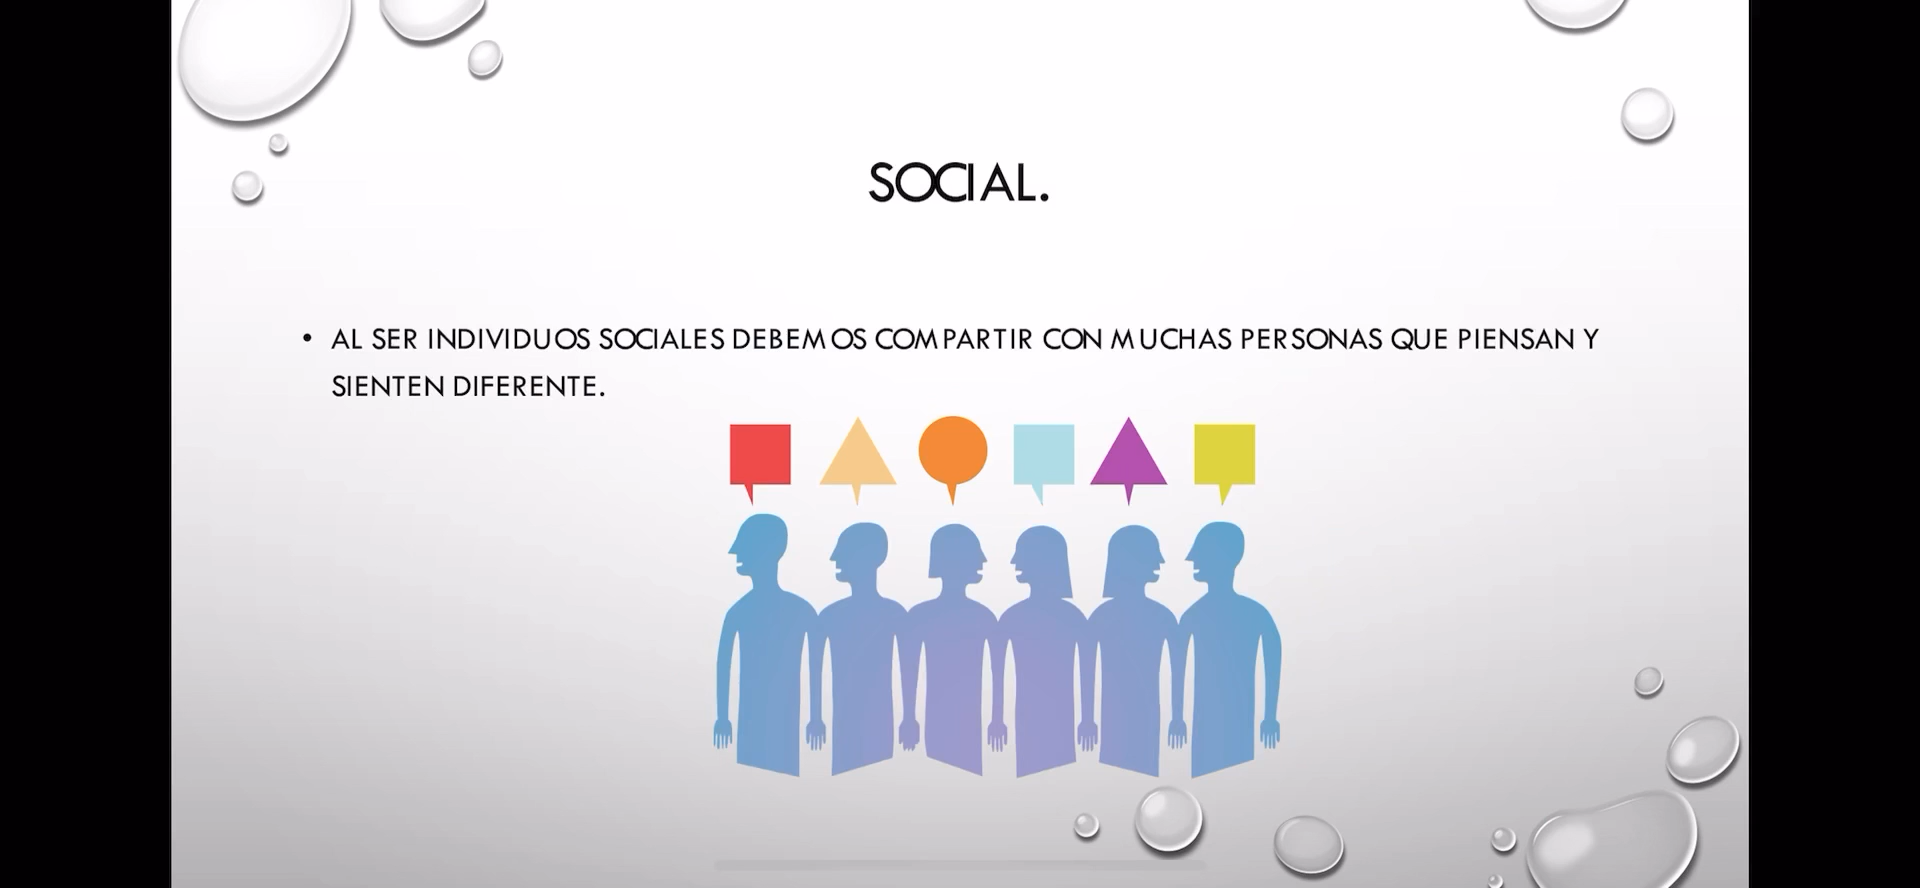 SOCIAL.
• AL SER INDIVIDUOS SOCIALES DEBEMOS COMPARTIR CON MUCHAS PERSONAS QUE PIENSAN Y
SIENTEN DIFERENTE.